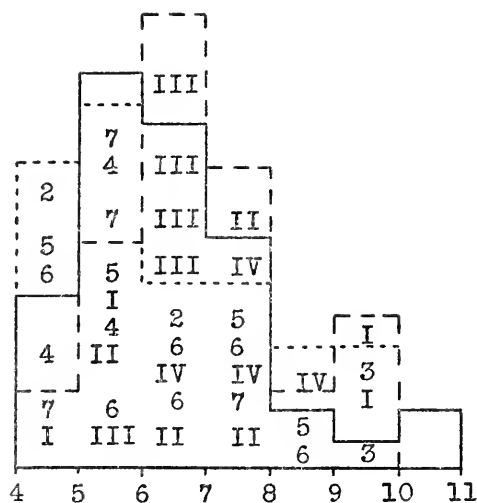 III
7
4 III
2
7 III II
5
III IV
6 5
I
2 5
4 I
4 II 6 6
IV IV IV 3
7 6 6 7 I
I III II II 5
6 3
4 5 6 7 8 9 10 11